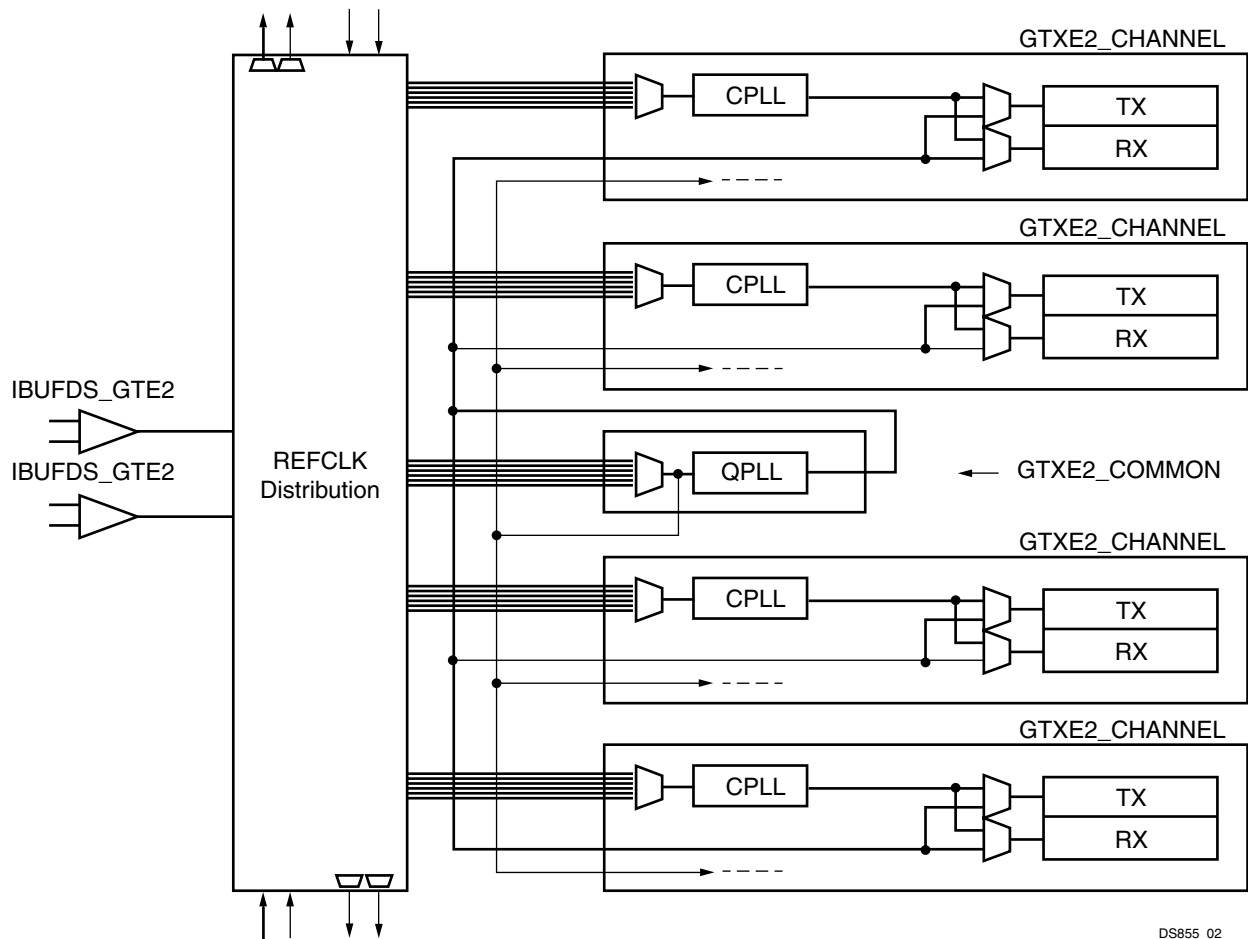 GTXE2_CHANNEL
CPLL
TX
RX
GTXE2_CHANNEL
CPLL
TX
RX
IBUFDS_GTE2
IBUFDS_GTE2
REFCLK
Distribution
QPLL
GTXE2_COMMON
GTXE2_CHANNEL
CPLL
TX
RX
GTXE2_CHANNEL
CPLL
TX
RX
DS855_02